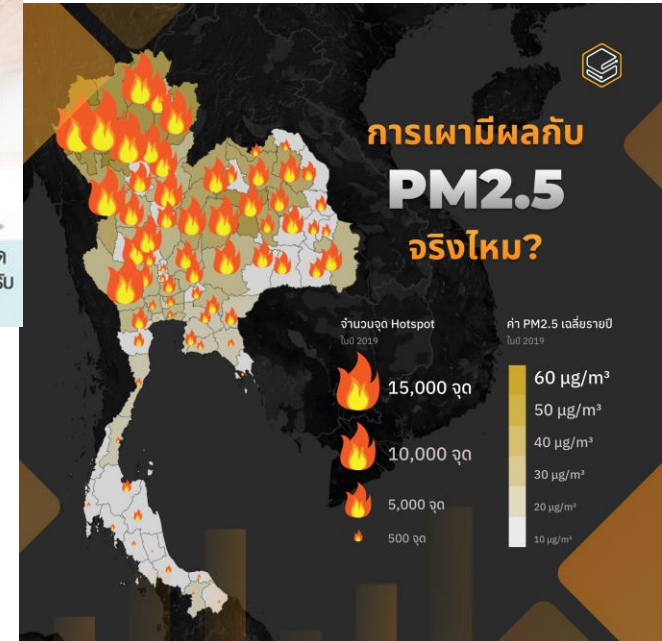 การเผามีผลกับ
PM2.5
จริงไหม?
จำนวนจุด Hotspot
ในปี 2019
15,000 จุด
10,000 จุด
5,000 จุด
500 จุด
ค่า PM2.5 เฉลี่ยรายปี
ในปี 2019
60 µg/m³
50 µg/m³
40 µg/m³
30 µg/m³
20 µg/m³
10 µg/m³